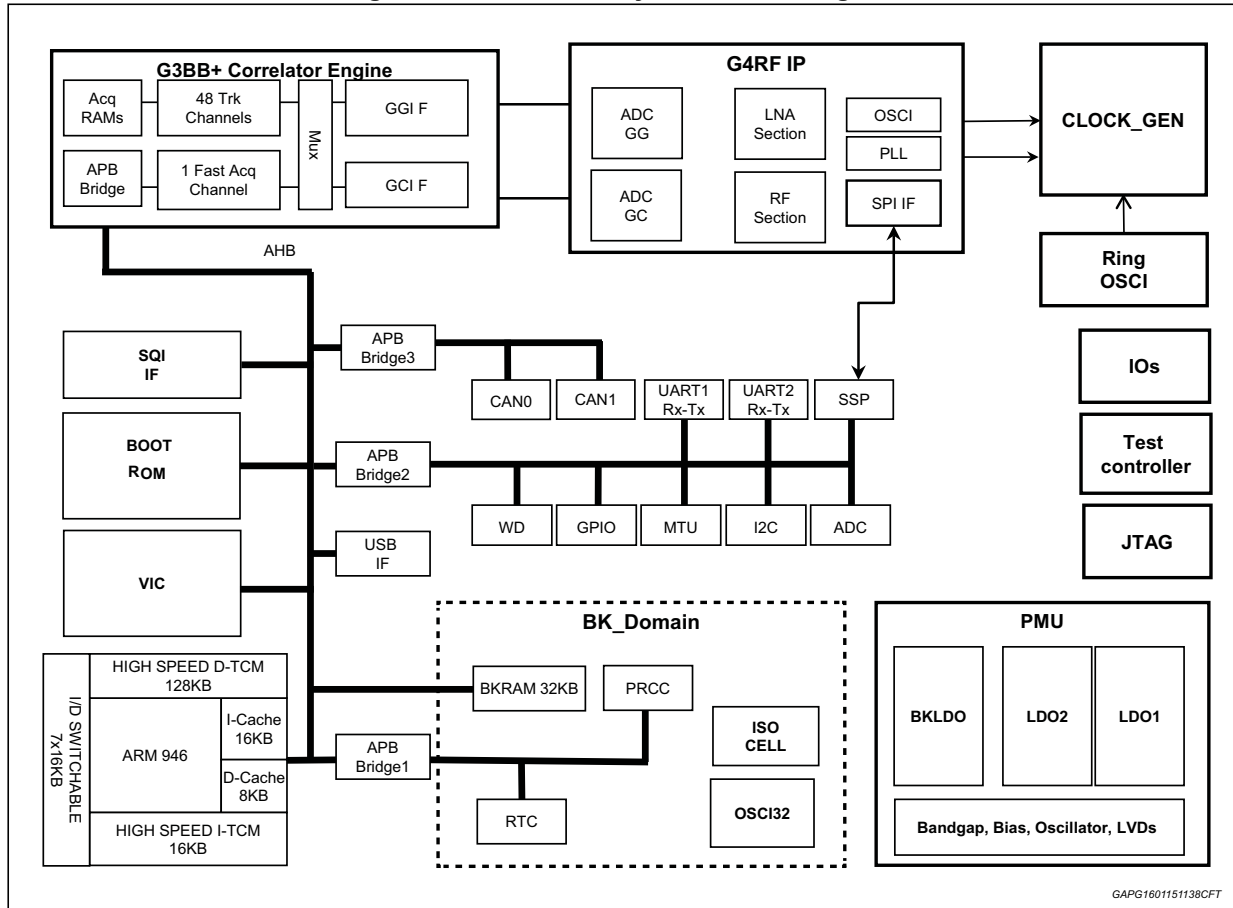 G3BB+ Correlator Engine
Acq
RAMs
48 Trk
Channels
Mux
GGI F
APB
Bridge
1 Fast Acq
Channel
GCI F
G4RF IP
ADC
GG
LNA
Section
OSCI
PLL
ADC
GC
RF
Section
SPI IF
CLOCK_GEN
Ring
OSCI
AHB
SQI
IF
APB
Bridge3
CAN0
CAN1
UART1
Rx-Tx
UART2
Rx-Tx
SSP
IOs
BOOT
ROM
APB
Bridge2
Test
controller
WD
GPIO
MTU
I2C
ADC
JTAG
VIC
USB
IF
BK_Domain
BKRAM 32KB
PRCC
ISO
CELL
OSCI32
RTC
APB
Bridge1
I/D SWITCHABLE
7x16KB
HIGH SPEED D-TCM
128KB
ARM 946
I-Cache
16KB
D-Cache
8KB
HIGH SPEED I-TCM
16KB
PMU
BKLDO
LDO2
LDO1
Bandgap, Bias, Oscillator, LVDs
GAPG1601151138CFT